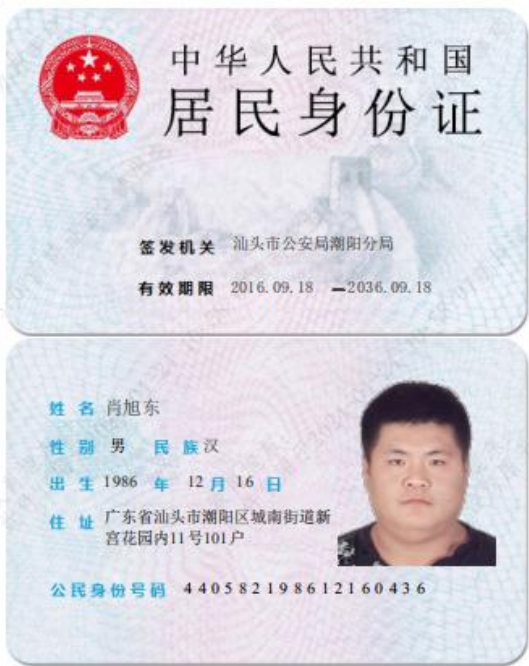 中华人民共和国
居民身份证
签发机关 汕头市公安局潮阳分局
有效期限 2016.09.18 —2036.09.18
姓名 肖旭东
性别 男 民族 汉
出生 1986 年 12 月 16 日
住址 广东省汕头市潮阳区城南街道新
宫花园内11号101户
公民身份号码 440582198612160436